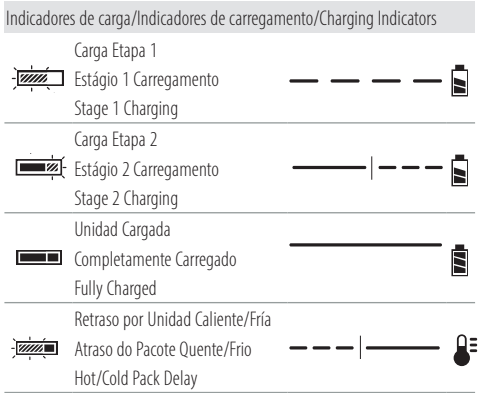 Indicadores de carga/Indicadores de carregamento/Charging Indicators
Carga Etapa 1
Estágio 1 Carregamento
Stage 1 Charging
Carga Etapa 2
Estágio 2 Carregamento
Stage 2 Charging
Unidad Cargada
Completamente Carregado
Fully Charged
Retraso por Unidad Caliente/Fría
Atraso do Pacote Quente/Frio
Hot/Cold Pack Delay